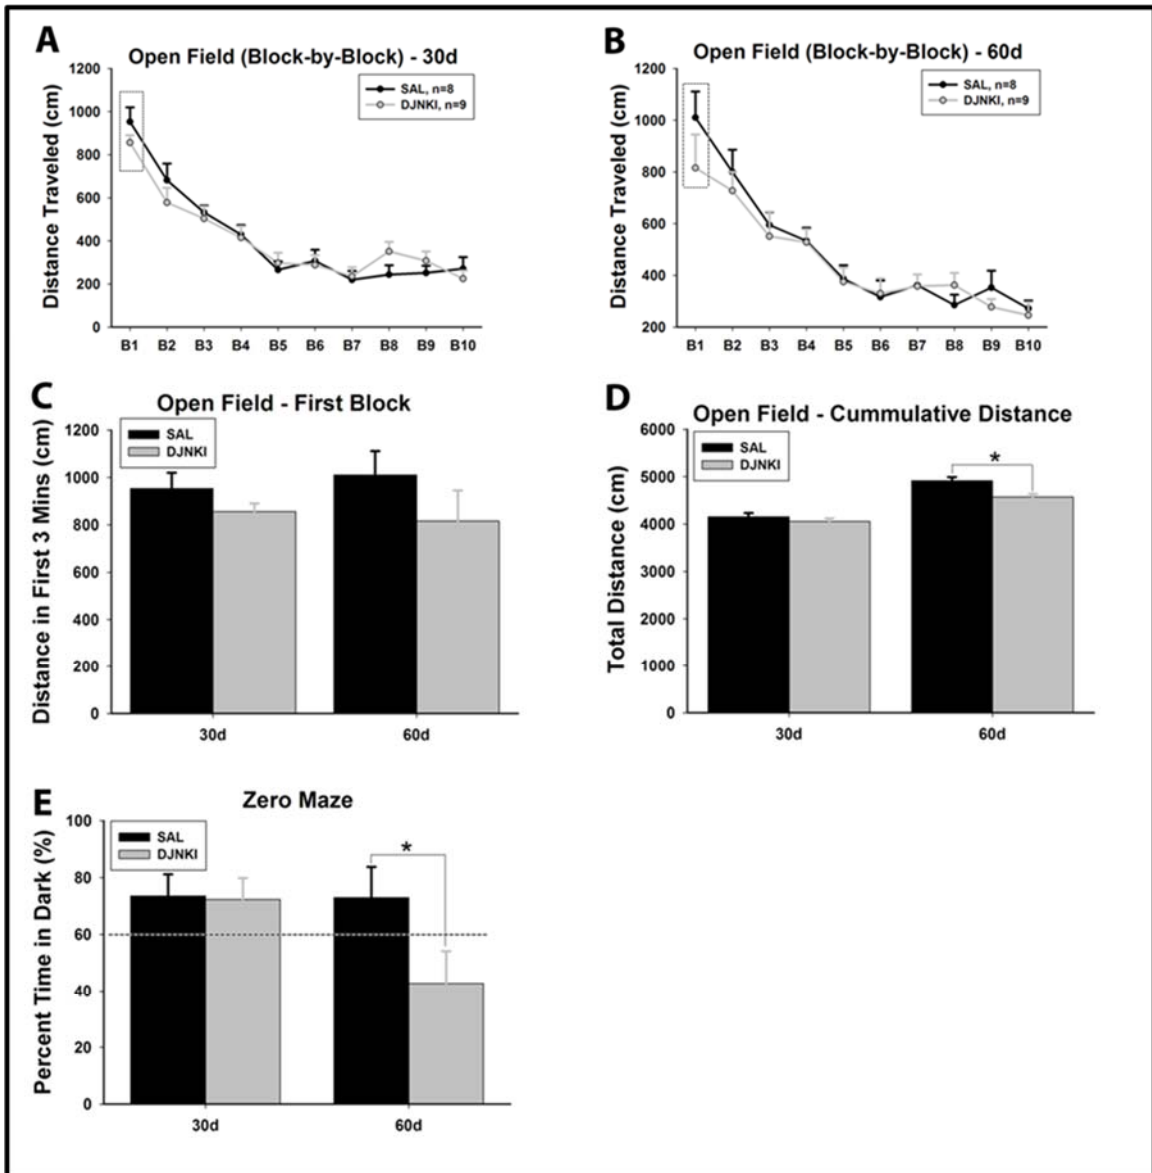 A
Open Field (Block-by-Block) - 30d
Distance Traveled (cm)
1200
1000
800
600
400
200
0
SAL, n=8
DJNKI, n=9
B1 B2 B3 B4 B5 B6 B7 B8 B9 B10
B
Open Field (Block-by-Block) - 60d
Distance Traveled (cm)
1200
1000
800
600
400
200
SAL, n=8
DJNKI, n=9
B1 B2 B3 B4 B5 B6 B7 B8 B9 B10
C
Open Field - First Block
Distance in First 3 Mins (cm)
1200
1000
800
600
400
200
0
SAL
DJNKI
30d 60d
D
Open Field - Cummulative Distance
Total Distance (cm)
6000
5000
4000
3000
2000
1000
0
SAL
DJNKI
*
30d 60d
E
Zero Maze
Percent Time in Dark (%)
100
80
60
40
20
0
SAL
DJNKI
*
30d 60d